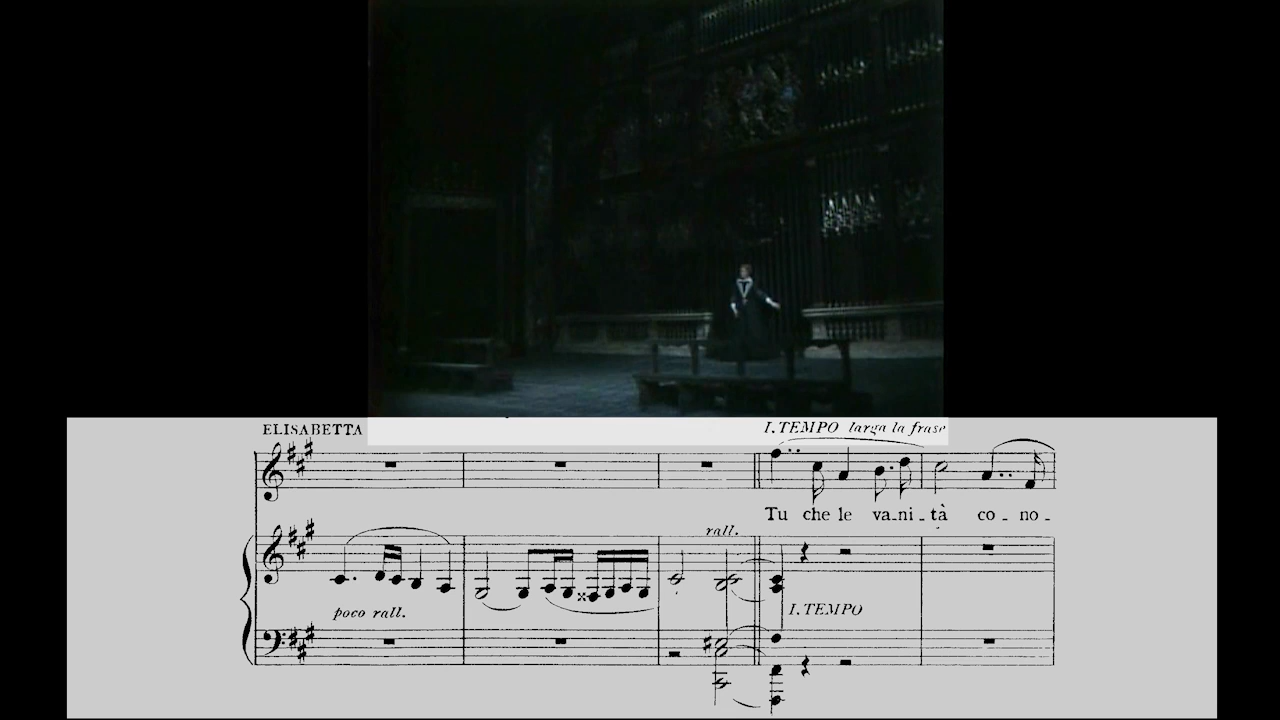 ELISABETTA
I. TEMPO larga la frase
Tu che le va_ni_tà co_no_
rall.
poco rall.
I. TEMPO